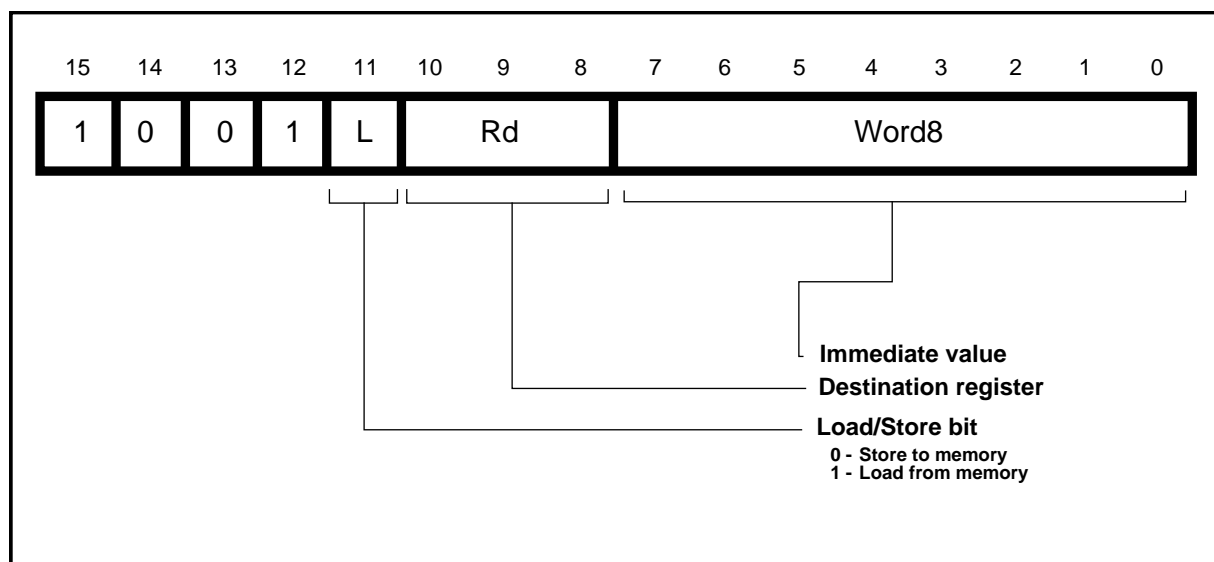 15 14 13 12 11 10 9 8 7 6 5 4 3 2 1 0
1 0 0 1 L Rd Word8
Immediate value
Destination register
Load/Store bit
0 - Store to memory
1 - Load from memory